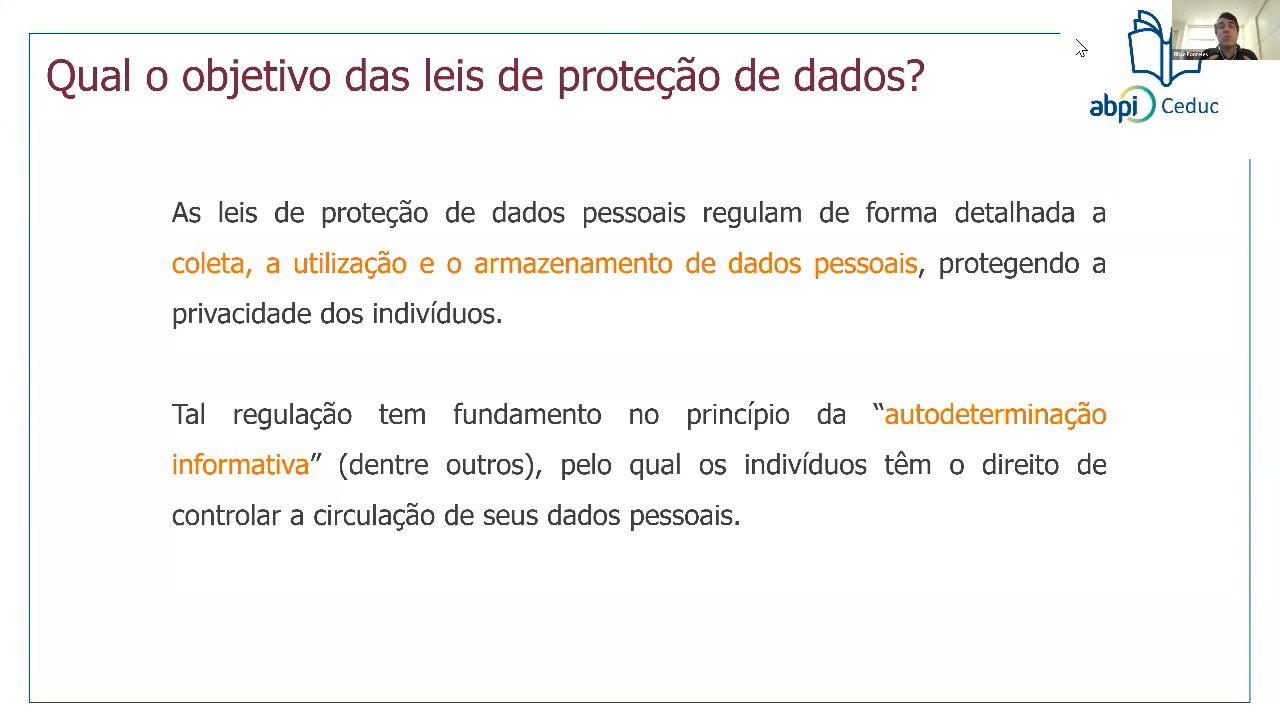 Qual o objetivo das leis de proteção de dados?
abpi Ceduc
As leis de proteção de dados pessoais regulam de forma detalhada a
coleta, a utilização e o armazenamento de dados pessoais, protegendo a
privacidade dos indivíduos.
Tal regulação tem fundamento no princípio da “autodeterminação
informativa” (dentre outros), pelo qual os indivíduos têm o direito de
controlar a circulação de seus dados pessoais.